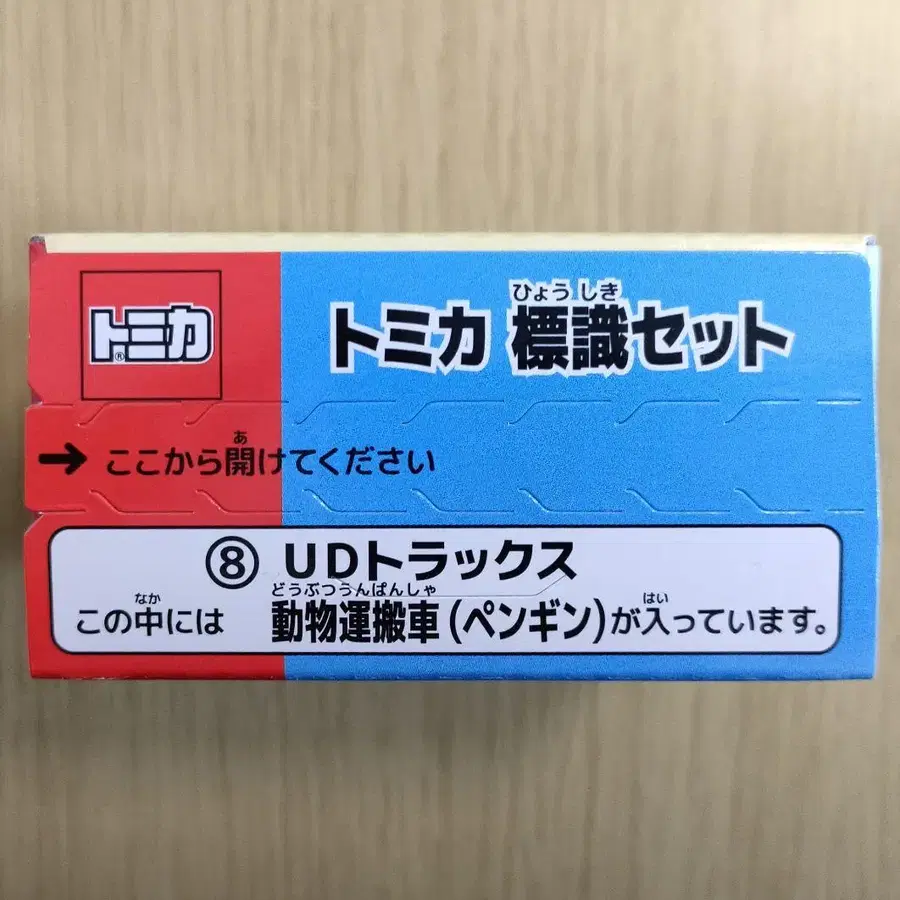 トミカ®
ひょうしき
トミカ 標識セット
あ
→ ここから開けてください
⑧ UDトラックス
なか どうぶつうんぱんしゃ はい
この中には 動物運搬車(ペンギン)が入っています。